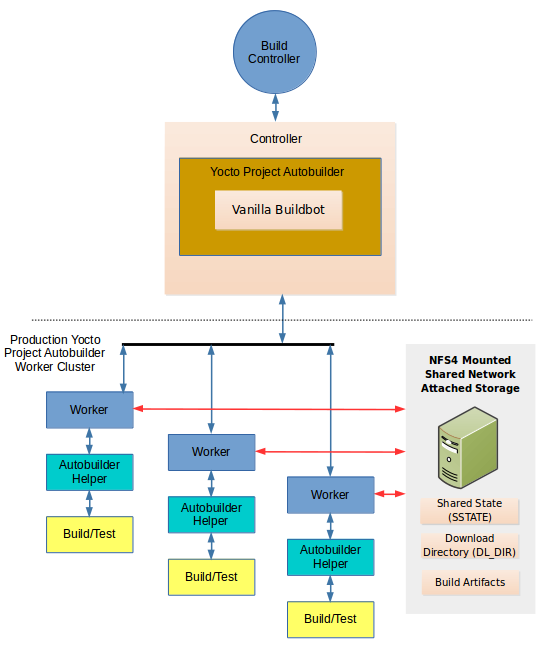 Build
Controller
Controller
Yocto Project Autobuilder
Vanilla Buildbot
Production Yocto
Project Autobuilder
Worker Cluster
Worker
Autobuilder
Helper
Build/Test
Worker
Autobuilder
Helper
Build/Test
Worker
Autobuilder
Helper
Build/Test
NFS4 Mounted
Shared Network
Attached Storage
Shared State
(SSTATE)
Download
Directory (DL_DIR)
Build Artifacts